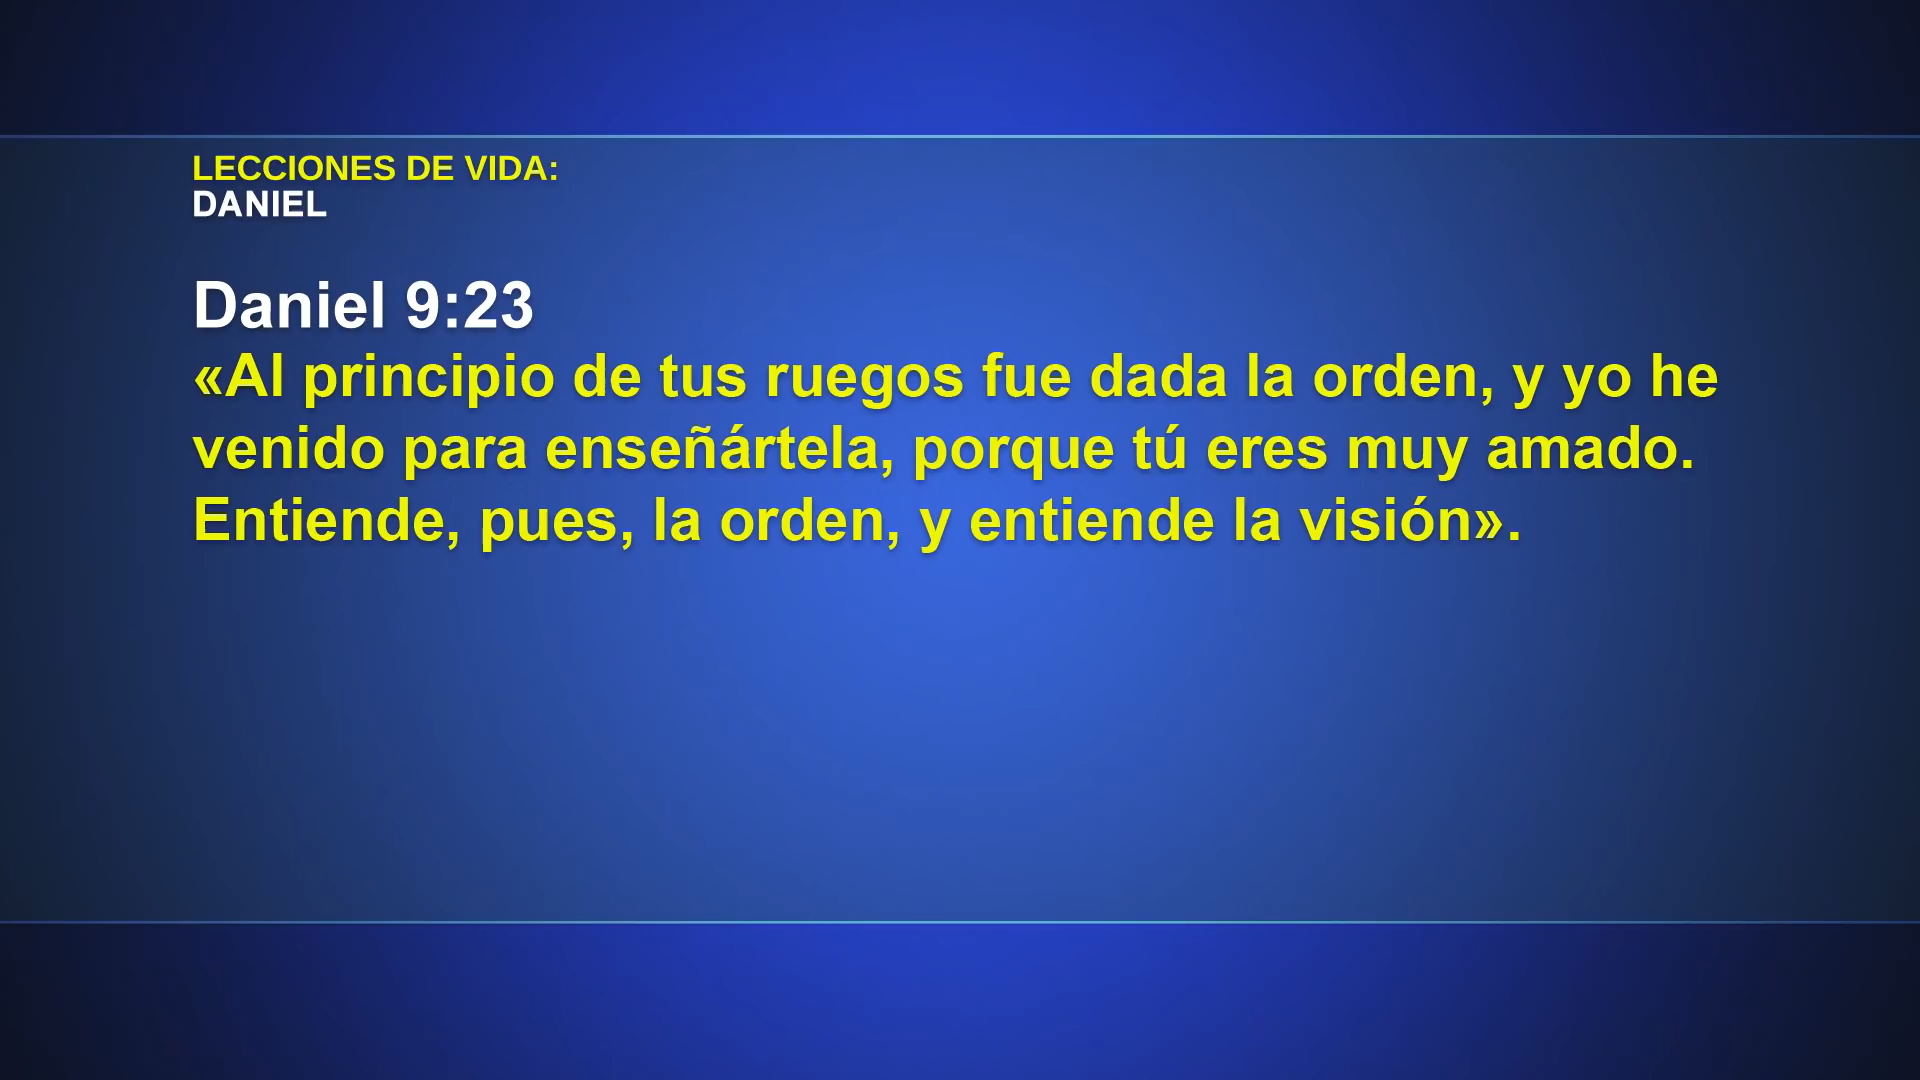 LECCIONES DE VIDA:
DANIEL
Daniel 9:23
«Al principio de tus ruegos fue dada la orden, y yo he
venido para enseñártela, porque tú eres muy amado.
Entiende, pues, la orden, y entiende la visión».